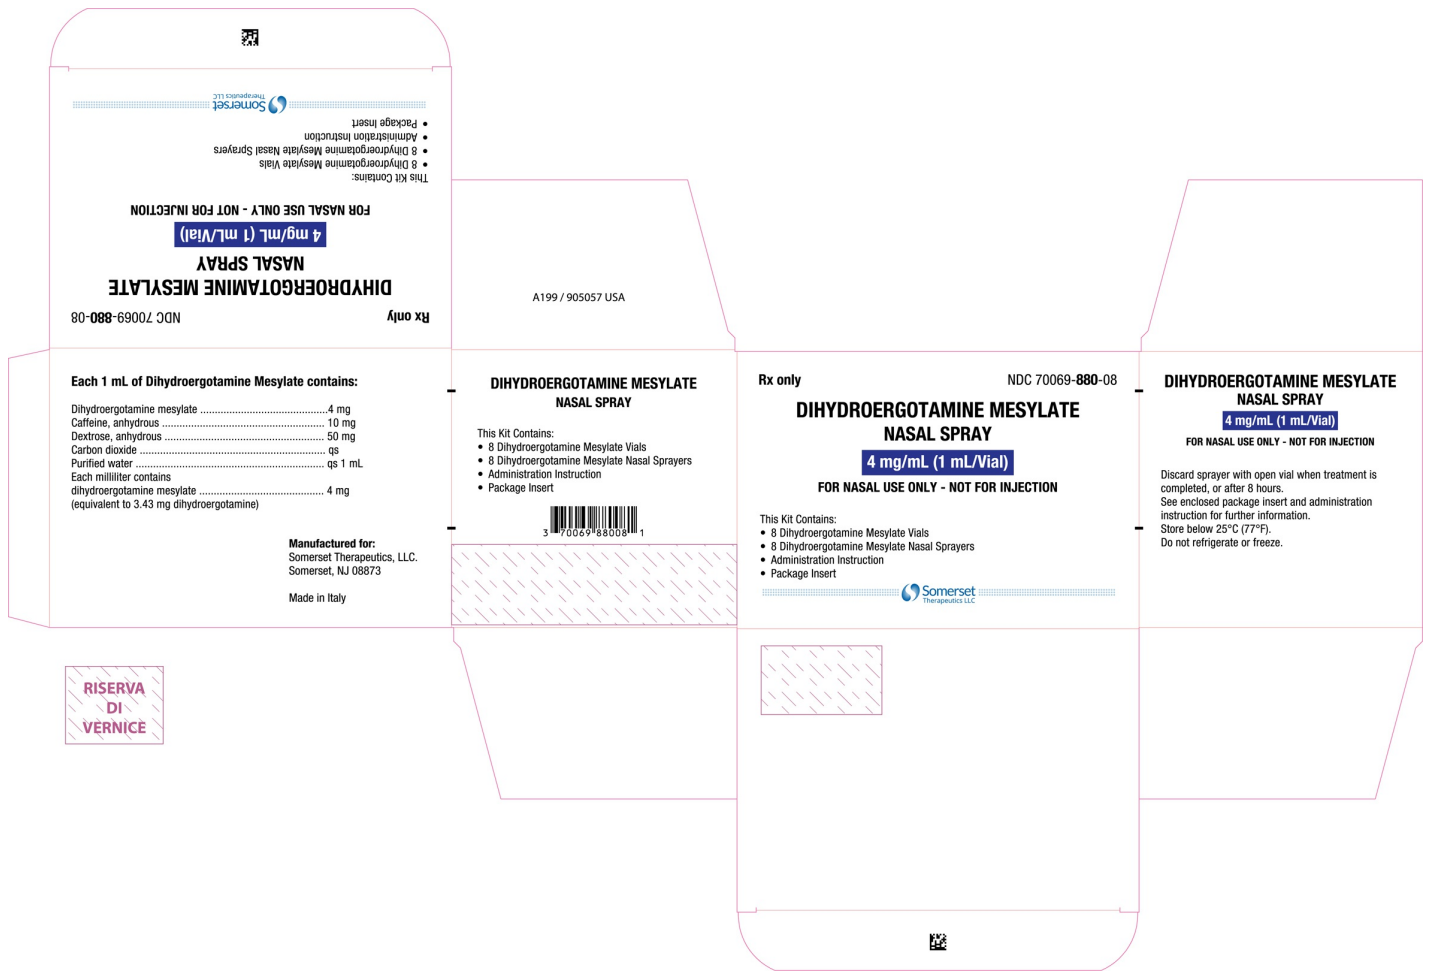 Somerset
Therapeutics LLC
• Package Insert
• Administration Instruction
• 8 Dihydroergotamine Mesylate Nasal Sprayers
• 8 Dihydroergotamine Mesylate Vials
This Kit Contains:
FOR NASAL USE ONLY - NOT FOR INJECTION
4 mg/mL (1 mL/Vial)
NASAL SPRAY
DIHYDROERGOTAMINE MESYLATE
Rx only NDC 70069-880-08
A199 / 905057 USA
Each 1 mL of Dihydroergotamine Mesylate contains:
Dihydroergotamine mesylate ............................................4 mg
Caffeine, anhydrous ........................................................ 10 mg
Dextrose, anhydrous ....................................................... 50 mg
Carbon dioxide ................................................................ qs
Purified water ................................................................. qs 1 mL
Each milliliter contains
dihydroergotamine mesylate ........................................... 4 mg
(equivalent to 3.43 mg dihydroergotamine)
Manufactured for:
Somerset Therapeutics, LLC.
Somerset, NJ 08873
Made in Italy
DIHYDROERGOTAMINE MESYLATE
NASAL SPRAY
This Kit Contains:
• 8 Dihydroergotamine Mesylate Vials
• 8 Dihydroergotamine Mesylate Nasal Sprayers
• Administration Instruction
• Package Insert
3 70069 88008 1
Rx only NDC 70069-880-08
DIHYDROERGOTAMINE MESYLATE
NASAL SPRAY
4 mg/mL (1 mL/Vial)
FOR NASAL USE ONLY - NOT FOR INJECTION
This Kit Contains:
• 8 Dihydroergotamine Mesylate Vials
• 8 Dihydroergotamine Mesylate Nasal Sprayers
• Administration Instruction
• Package Insert
Somerset
Therapeutics LLC
DIHYDROERGOTAMINE MESYLATE
NASAL SPRAY
4 mg/mL (1 mL/Vial)
FOR NASAL USE ONLY - NOT FOR INJECTION
Discard sprayer with open vial when treatment is
completed, or after 8 hours.
See enclosed package insert and administration
instruction for further information.
Store below 25°C (77°F).
Do not refrigerate or freeze.
RISERVA
DI
VERNICE